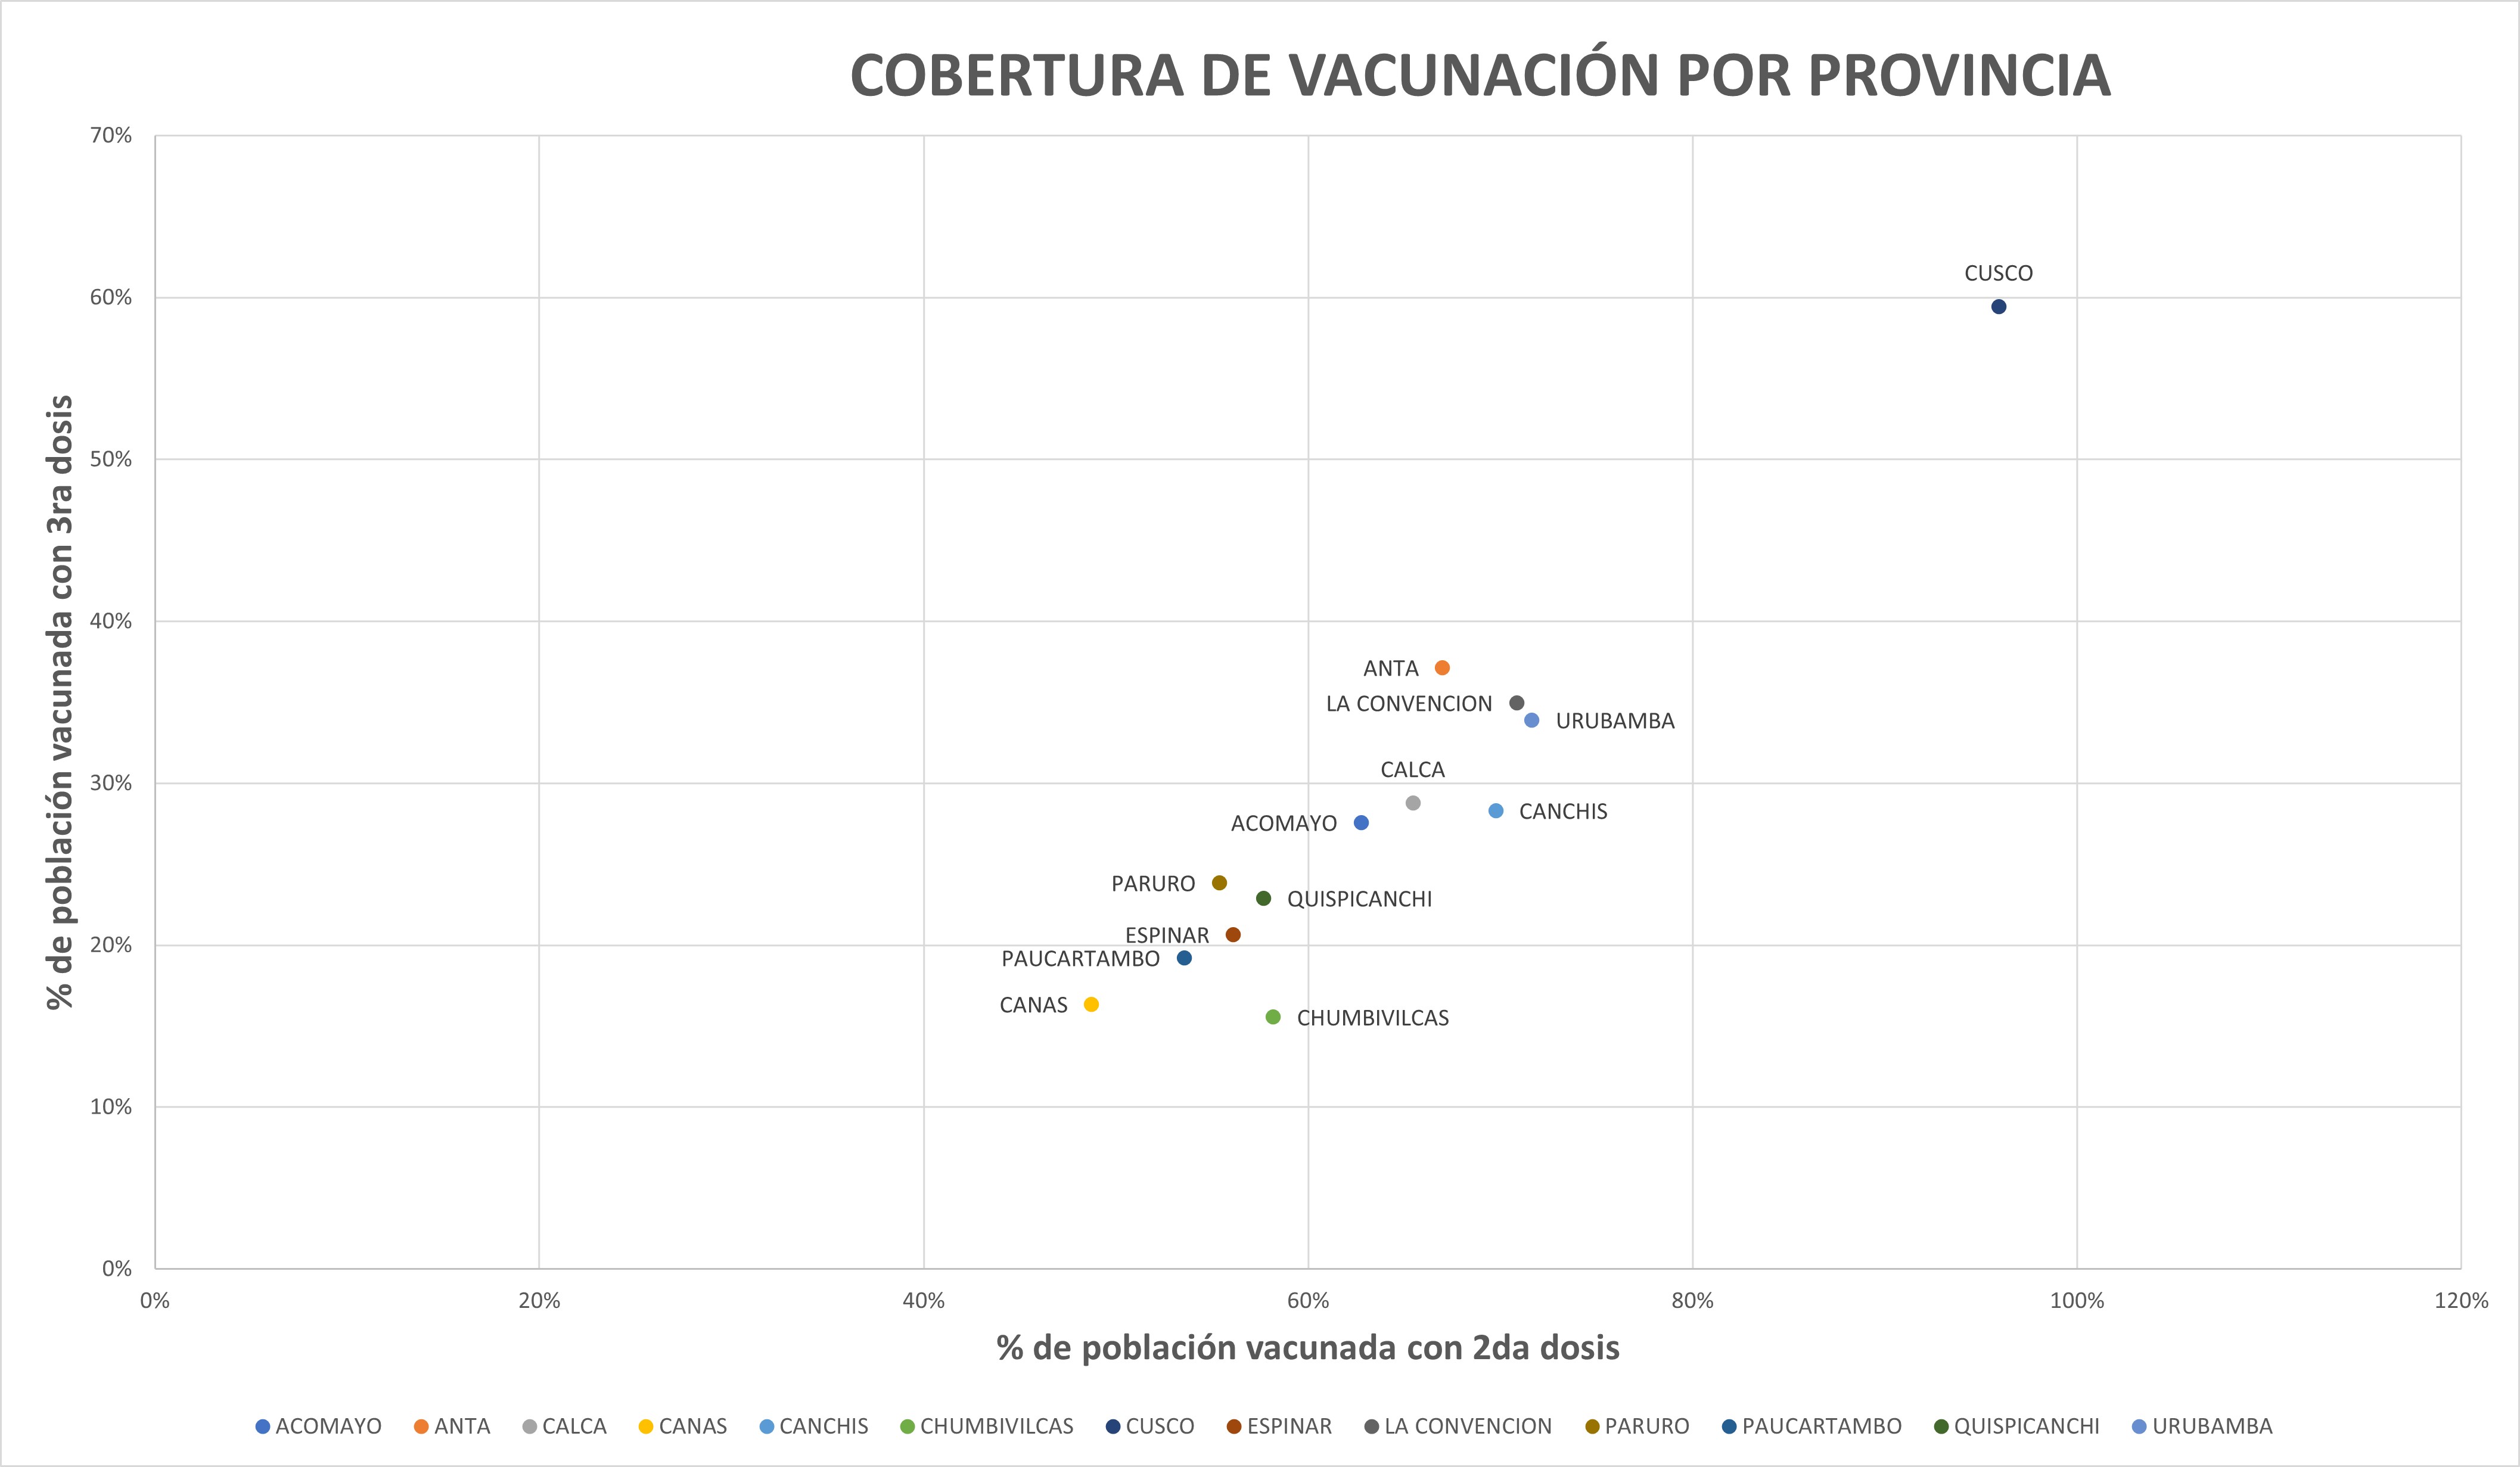 COBERTURA DE VACUNACIÓN POR PROVINCIA
% de población vacunada con 3ra dosis
70%
60%
50%
40%
30%
20%
10%
0%
CUSCO
ANTA
LA CONVENCION
URUBAMBA
CALCA
CANCHIS
ACOMAYO
PARURO
QUISPICANCHI
ESPINAR
PAUCARTAMBO
CANAS
CHUMBIVILCAS
0% 20% 40% 60% 80% 100% 120%
% de población vacunada con 2da dosis
ACOMAYO ANTA CALCA CANAS CANCHIS CHUMBIVILCAS CUSCO ESPINAR LA CONVENCION PARURO PAUCARTAMBO QUISPICANCHI URUBAMBA